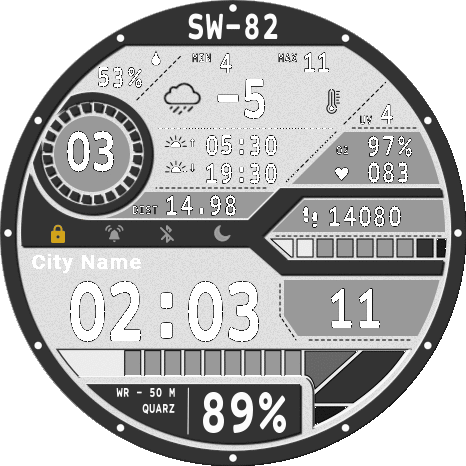 SW-82
MIN 4 MAX 11
53%
-5
UV 4
03
05:30
97%
19:30
083
DIST 14.98
14080
City Name
02:03
11
WR - 50 M
QUARZ
89%